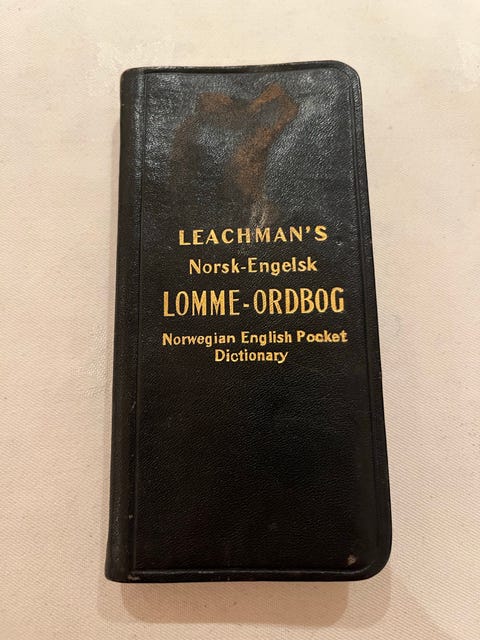 LEACHMAN'S
Norsk-Engelsk
LOMME-ORDBOG
Norwegian English Pocket
Dictionary